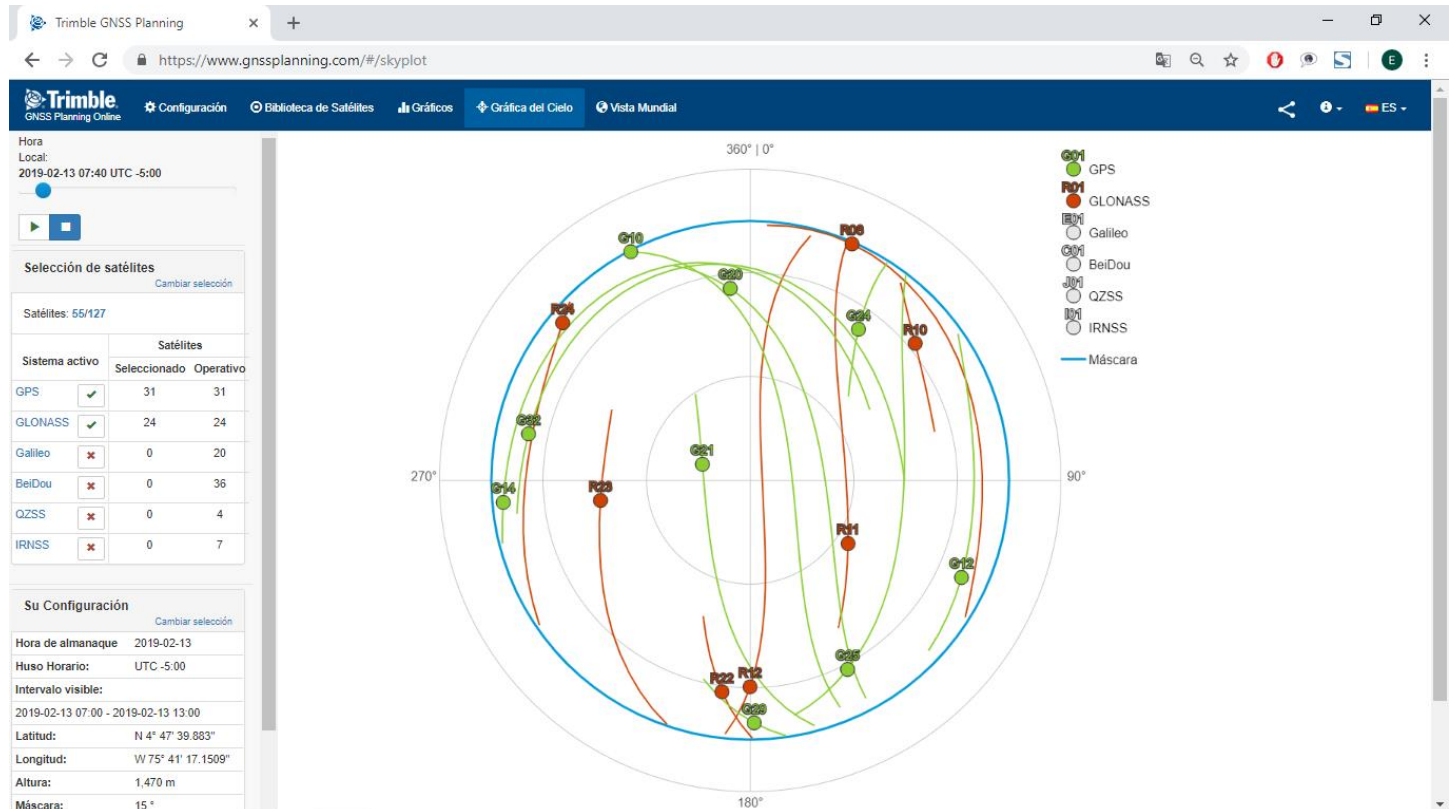 Trimble GNSS Planning
https://www.gnssplanning.com/#/skyplot
E
Trimble.
GNSS Planning Online
Configuración
Biblioteca de Satélites
Gráficos
Gráfica del Cielo
Vista Mundial
ES
Hora
Local:
2019-02-13 07:40 UTC -5:00
Selección de satélites
Cambiar selección
Satélites: 55/127
Sistema activo
Satélites
Seleccionado Operativo
GPS 31 31
GLONASS 24 24
Galileo 0 20
BeiDou 0 36
QZSS 0 4
IRNSS 0 7
Su Configuración
Cambiar selección
Hora de almanaque 2019-02-13
Huso Horario: UTC -5:00
Intervalo visible:
2019-02-13 07:00 - 2019-02-13 13:00
Latitud: N 4° 47' 39.883"
Longitud: W 75° 41' 17.1509"
Altura: 1,470 m
Máscara: 15 °
360° | 0°
G10
R08
G20
R24
G24
R10
G32
G21
270°
90°
G14
R23
R11
G12
G25
R22
R12
G29
180°
G01
GPS
R01
GLONASS
E01
Galileo
C01
BeiDou
J01
QZSS
I01
IRNSS
Máscara